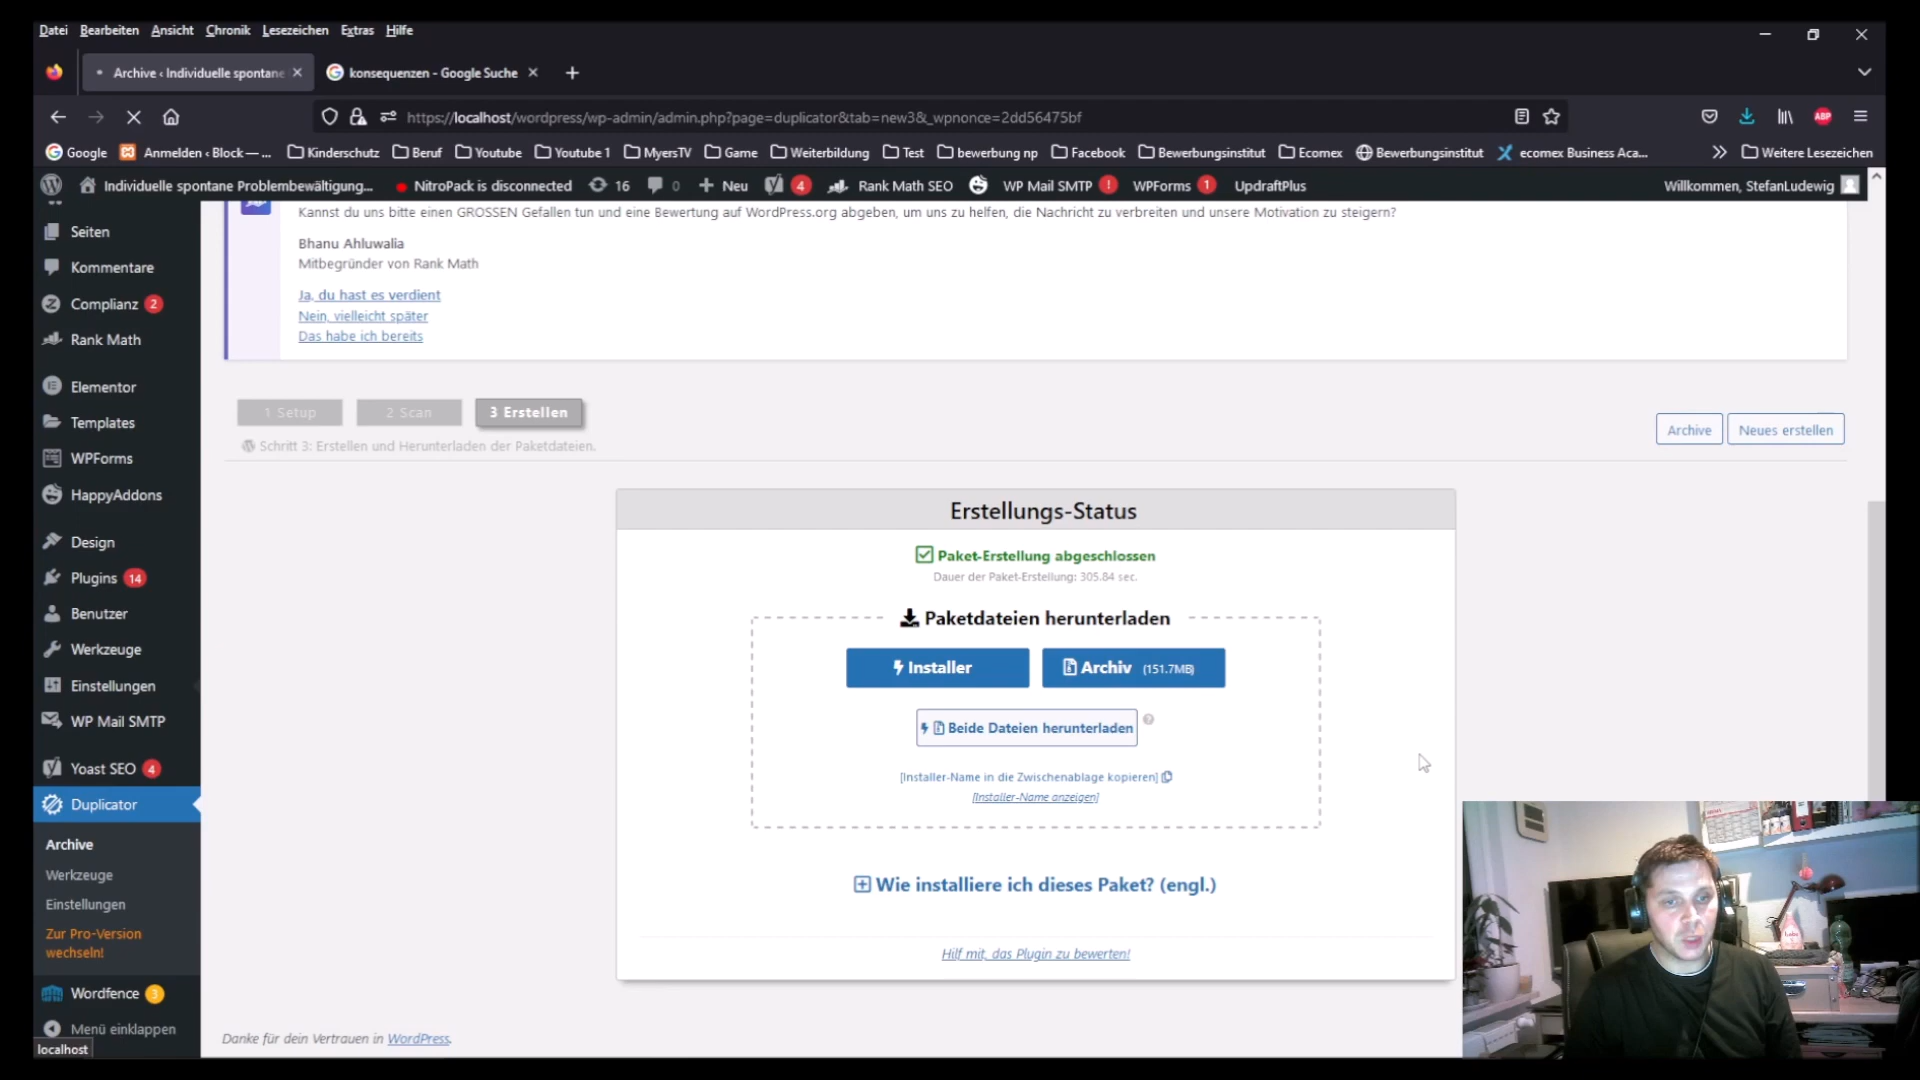 Datei Bearbeiten Ansicht Chronik Lesezeichen Extras Hilfe
Archive ‹ Individuelle spontane
konsequenzen - Google Suche
https://localhost/wordpress/wp-admin/admin.php?page=duplicator&tab=new3&_wpnonce=2dd56475bf
ABP
Google Anmelden ‹ Block — ... Kinderschutz Beruf Youtube Youtube 1 MyersTV Game Weiterbildung Test bewerbung np Facebook Bewerbungsinstitut Ecomex Bewerbungsinstitut ecomex Business Aca... Weitere Lesezeichen
Individuelle spontane Problembewältigung... NitroPack is disconnected 16 0 Neu 4 Rank Math SEO WP Mail SMTP ! WPForms 1 UpdraftPlus Willkommen, StefanLudewig
Kannst du uns bitte einen GROSSEN Gefallen tun und eine Bewertung auf WordPress.org abgeben, um uns zu helfen, die Nachricht zu verbreiten und unsere Motivation zu steigern?
Bhanu Ahluwalia
Mitbegründer von Rank Math
Ja, du hast es verdient
Nein, vielleicht später
Das habe ich bereits
Seiten
Kommentare
Complianz 2
Rank Math
Elementor
Templates
WPForms
HappyAddons
Design
Plugins 14
Benutzer
Werkzeuge
Einstellungen
WP Mail SMTP
Yoast SEO 4
Duplicator
Archive
Werkzeuge
Einstellungen
Zur Pro-Version
wechseln!
Wordfence 3
Menü einklappen
localhost
1 Setup 2 Scan 3 Erstellen
Schritt 3: Erstellen und Herunterladen der Paketdateien.
Archive Neues erstellen
Erstellungs-Status
Paket-Erstellung abgeschlossen
Dauer der Paket-Erstellung: 305.84 sec.
Paketdateien herunterladen
Installer Archiv (151.7MB)
Beide Dateien herunterladen
[Installer-Name in die Zwischenablage kopieren]
[Installer-Name anzeigen]
Wie installiere ich dieses Paket? (engl.)
Hilf mit, das Plugin zu bewerten!
Danke für dein Vertrauen in WordPress.